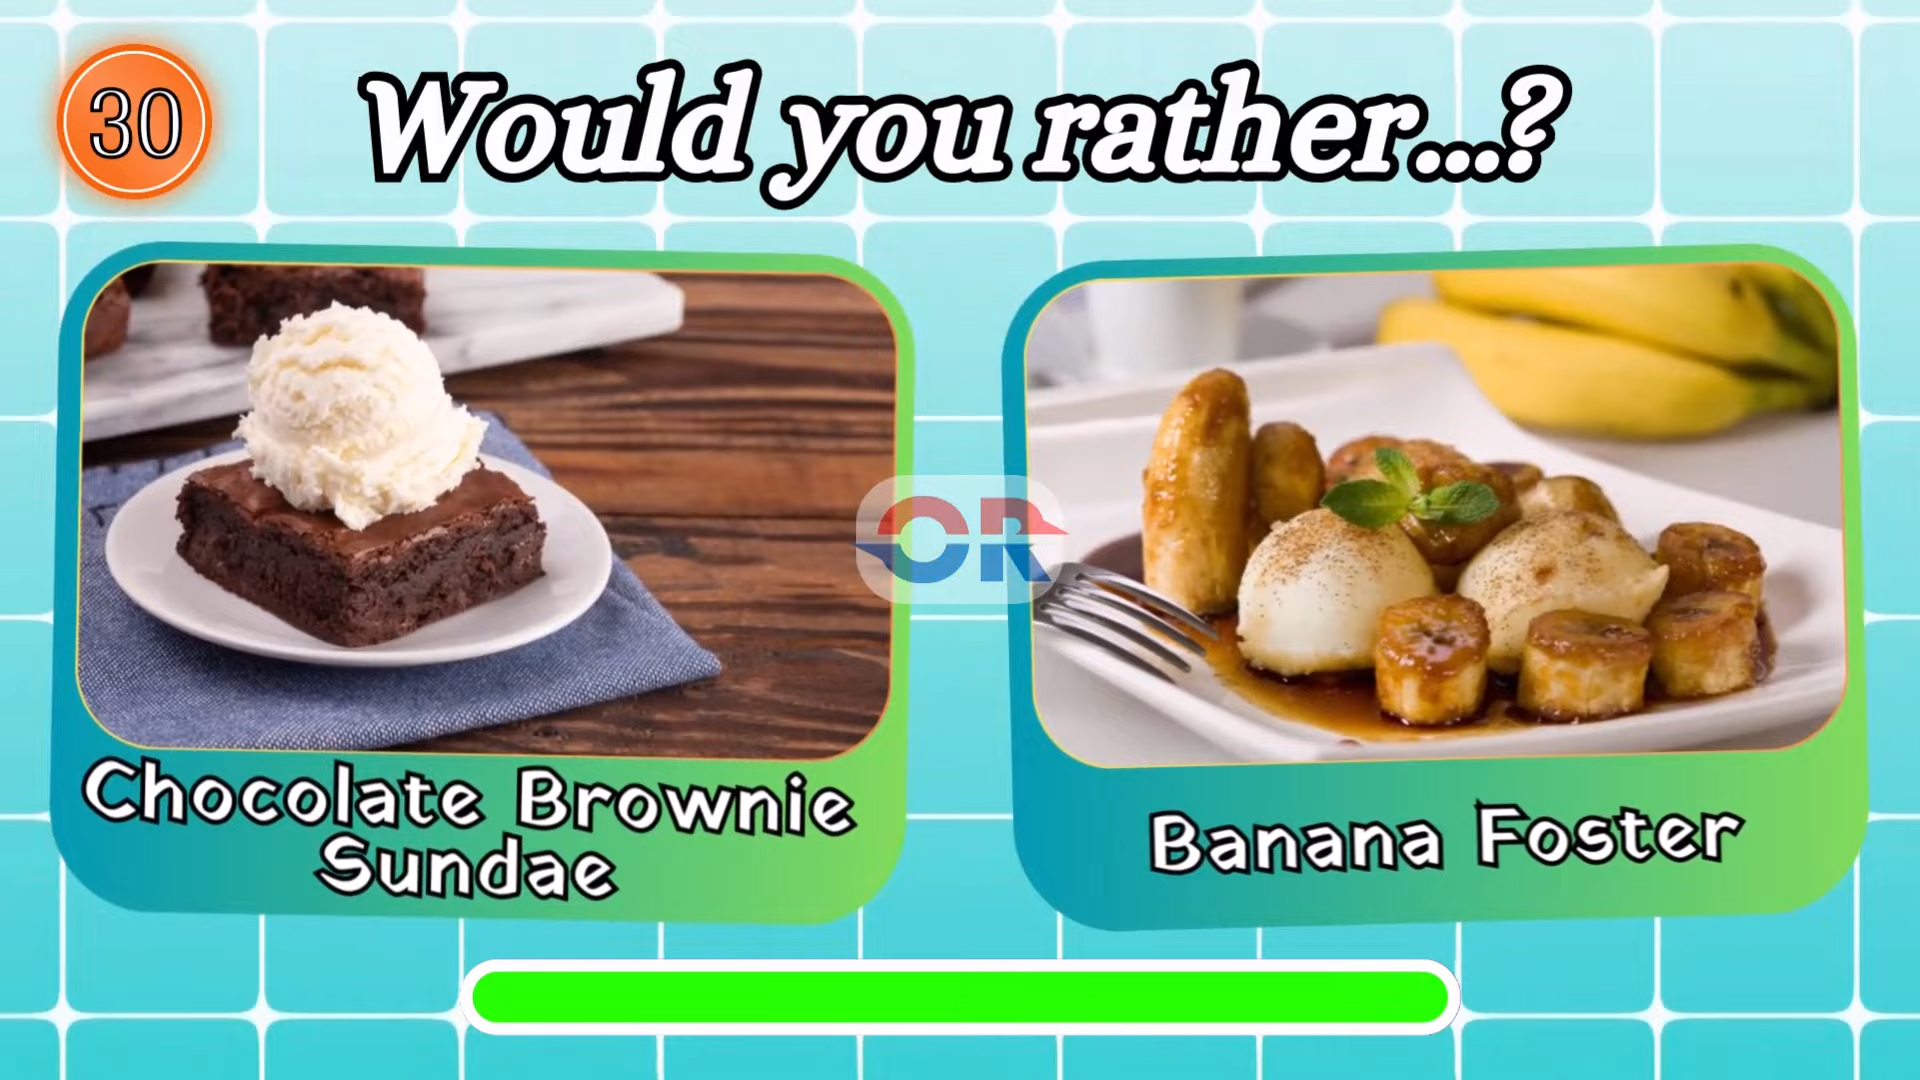 30
Would you rather...?
OR
Chocolate Brownie
Sundae
Banana Foster